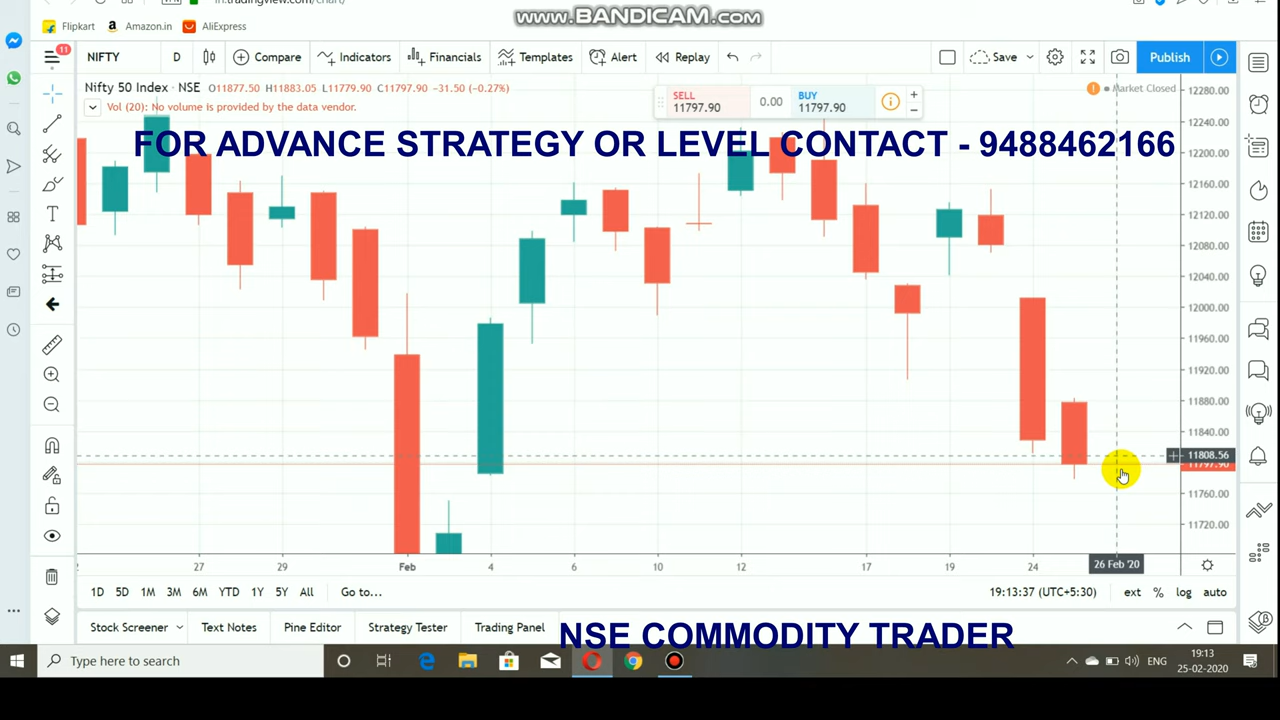 in.tradingview.com/chart/
www.BANDICAM.com
Flipkart Amazon.in AliExpress
11 NIFTY D Compare Indicators Financials Templates Alert Replay Save Publish
Nifty 50 Index · NSE O11877.50 H11883.05 L11779.90 C11797.90 −31.50 (−0.27%)
Market Closed
Vol (20): No volume is provided by the data vendor.
SELL 11797.90 0.00 BUY 11797.90
FOR ADVANCE STRATEGY OR LEVEL CONTACT - 9488462166
12280.00
12240.00
12200.00
12160.00
12120.00
12080.00
12040.00
12000.00
11960.00
11920.00
11880.00
11840.00
11808.56
11797.90
11760.00
11720.00
27 29 Feb 4 6 10 12 17 19 24 26 Feb '20
1D 5D 1M 3M 6M YTD 1Y 5Y All Go to... 19:13:37 (UTC+5:30) ext % log auto
Stock Screener Text Notes Pine Editor Strategy Tester Trading Panel
NSE COMMODITY TRADER
Type here to search
ENG
19:13
25-02-2020